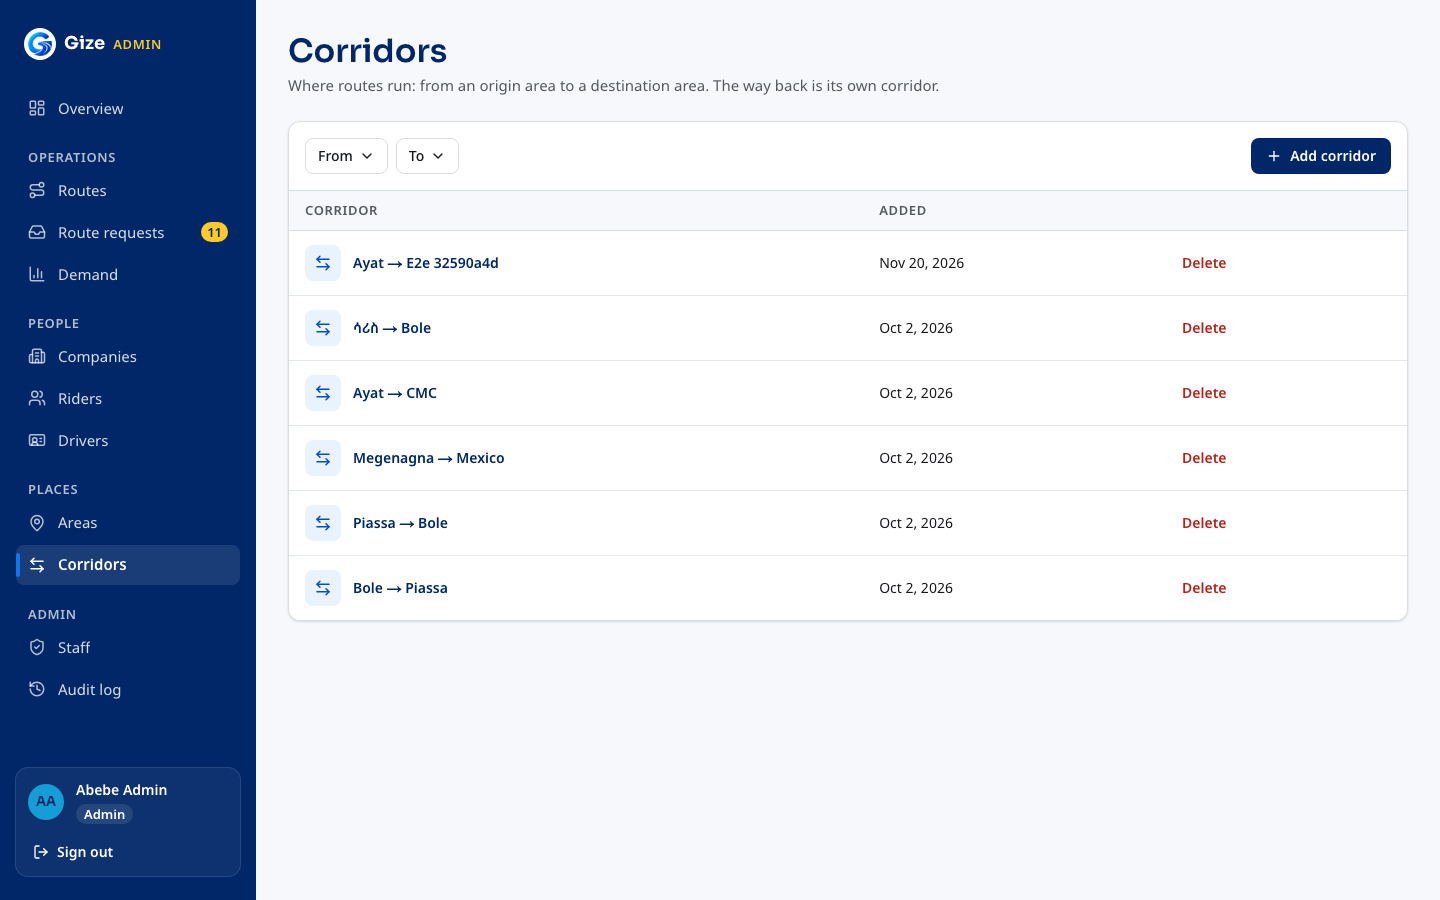 Gize ADMIN
Overview
OPERATIONS
Routes
Route requests 11
Demand
PEOPLE
Companies
Riders
Drivers
PLACES
Areas
Corridors
ADMIN
Staff
Audit log
AA
Abebe Admin
Admin
Sign out
Corridors
Where routes run: from an origin area to a destination area. The way back is its own corridor.
From To + Add corridor
CORRIDOR ADDED
Ayat → E2e 32590a4d Nov 20, 2026 Delete
ሳሪስ → Bole Oct 2, 2026 Delete
Ayat → CMC Oct 2, 2026 Delete
Megenagna → Mexico Oct 2, 2026 Delete
Piassa → Bole Oct 2, 2026 Delete
Bole → Piassa Oct 2, 2026 Delete